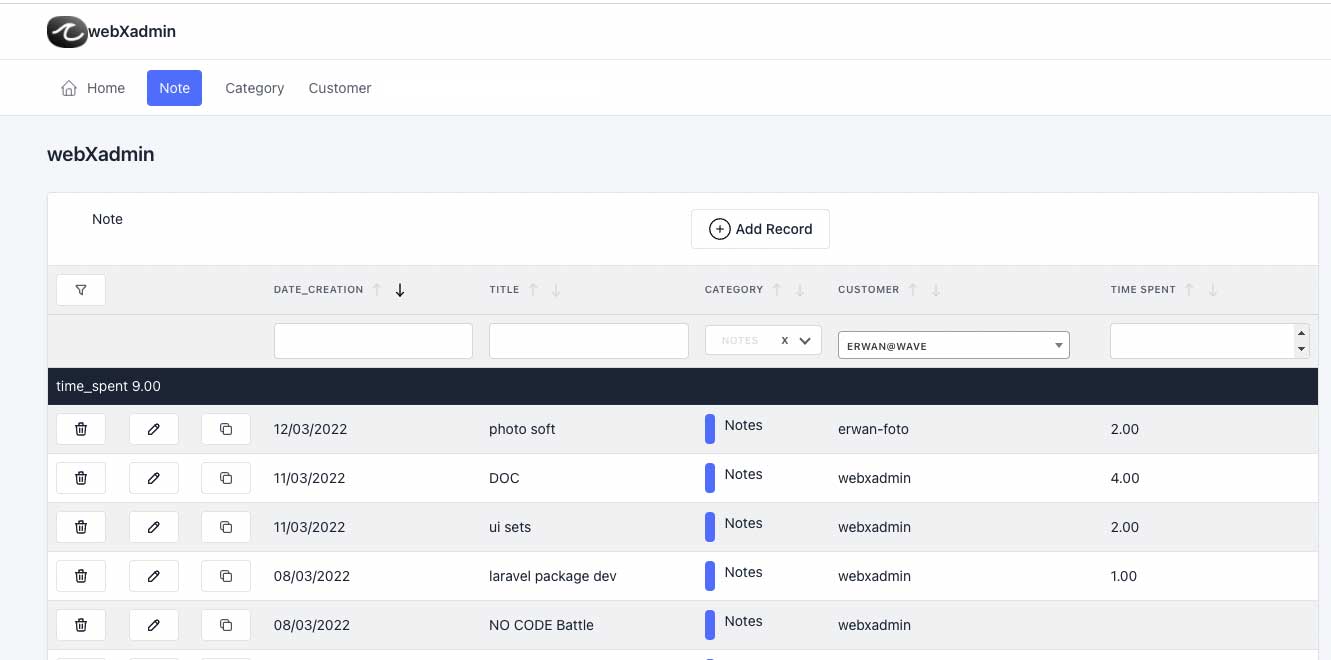 webXadmin
Home Note Category Customer
webXadmin
Note
Add Record
DATE_CREATION TITLE CATEGORY CUSTOMER TIME SPENT
NOTES x ERWAN@WAVE
time_spent 9.00
12/03/2022 photo soft Notes erwan-foto 2.00
11/03/2022 DOC Notes webxadmin 4.00
11/03/2022 ui sets Notes webxadmin 2.00
08/03/2022 laravel package dev Notes webxadmin 1.00
08/03/2022 NO CODE Battle Notes webxadmin